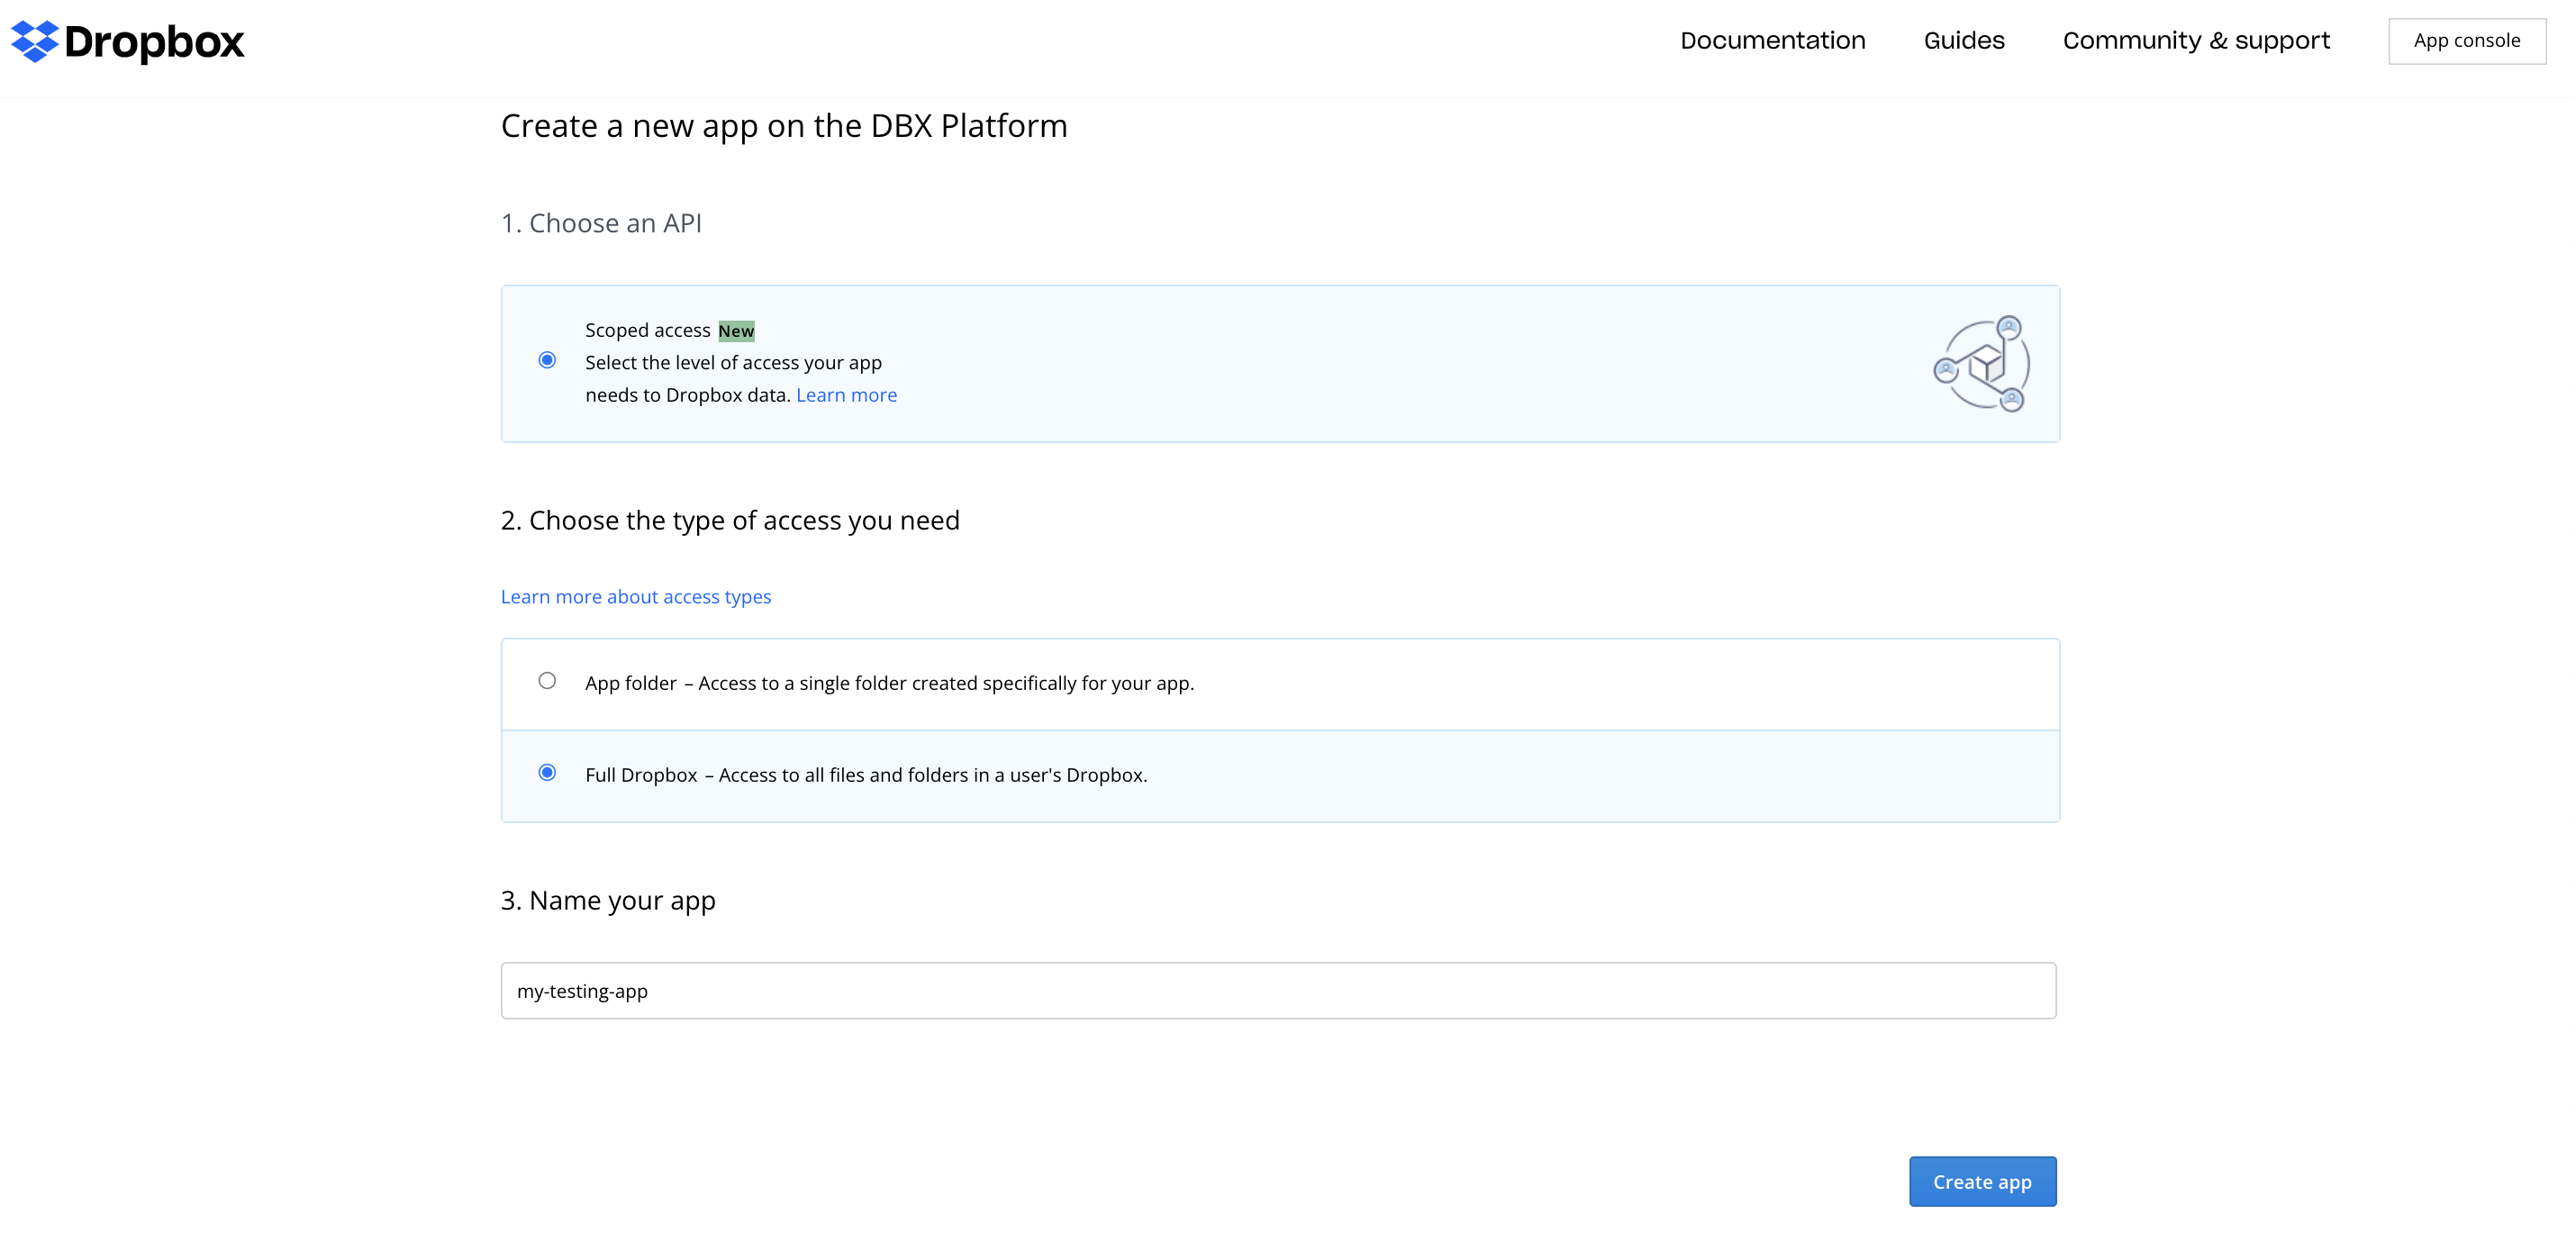 Dropbox
Documentation
Guides
Community & support
App console
Create a new app on the DBX Platform
1. Choose an API
Scoped access New
Select the level of access your app
needs to Dropbox data. Learn more
2. Choose the type of access you need
Learn more about access types
App folder – Access to a single folder created specifically for your app.
Full Dropbox – Access to all files and folders in a user's Dropbox.
3. Name your app
my-testing-app
Create app